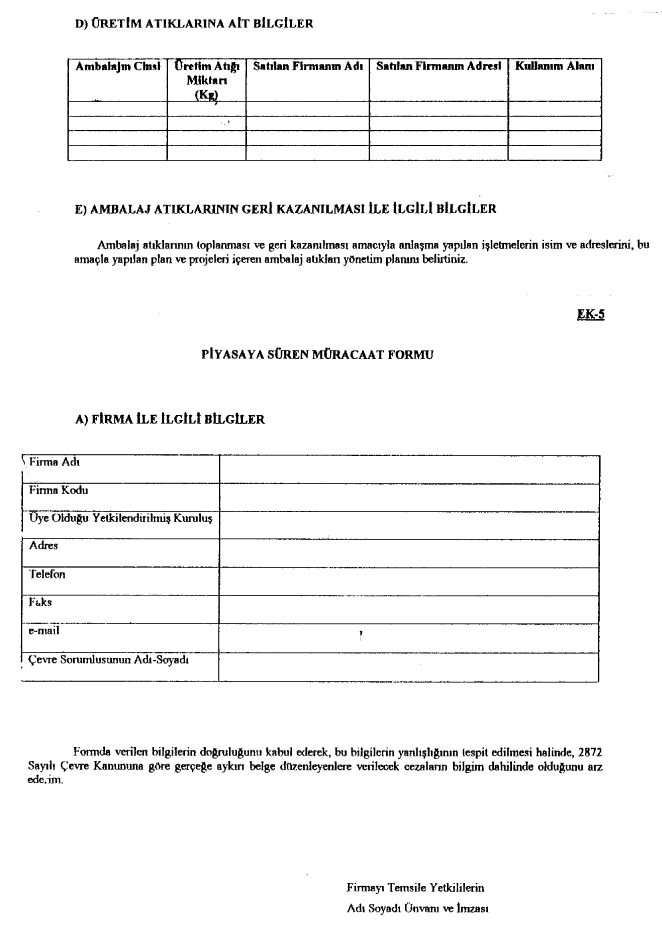 D) ÜRETİM ATIKLARINA AİT BİLGİLER
Ambalajın Cinsi Üretim Atığı Miktarı (Kg) Satılan Firmanın Adı Satılan Firmanın Adresi Kullanım Alanı
E) AMBALAJ ATIKLARININ GERİ KAZANILMASI İLE İLGİLİ BİLGİLER
Ambalaj atıklarının toplanması ve geri kazanılması amacıyla anlaşma yapılan işletmelerin isim ve adreslerini, bu
amaçla yapılan plan ve projeleri içeren ambalaj atıkları yönetim planını belirtiniz.
EK-5
PİYASAYA SÜREN MÜRACAAT FORMU
A) FİRMA İLE İLGİLİ BİLGİLER
Firma Adı
Firma Kodu
Üye Olduğu Yetkilendirilmiş Kuruluş
Adres
Telefon
Faks
e-mail
Çevre Sorumlusunun Adı-Soyadı
Formda verilen bilgilerin doğruluğunu kabul ederek, bu bilgilerin yanlışlığının tespit edilmesi halinde, 2872
Sayılı Çevre Kanununa göre gerçeğe aykırı belge düzenleyenlere verilecek cezaların bilgim dahilinde olduğunu arz
ederim.
Firmayı Temsile Yetkililerin
Adı Soyadı Ünvanı ve İmzası